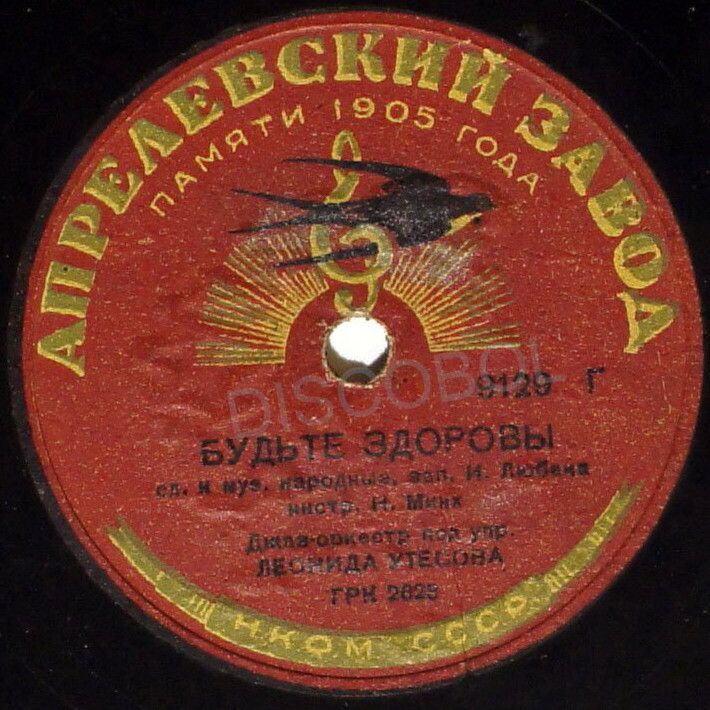 АПРЕЛЕВСКИЙ ЗАВОД
ПАМЯТИ 1905 ГОДА
DISCOBOL
9129 Г
БУДЬТЕ ЗДОРОВЫ
сл. и муз. народные, зап. И. Любана
инстр. Н. Минх
Джаз-оркестр под упр.
ЛЕОНИДА УТЕСОВА
ГРК 2625
НКОМ СССР